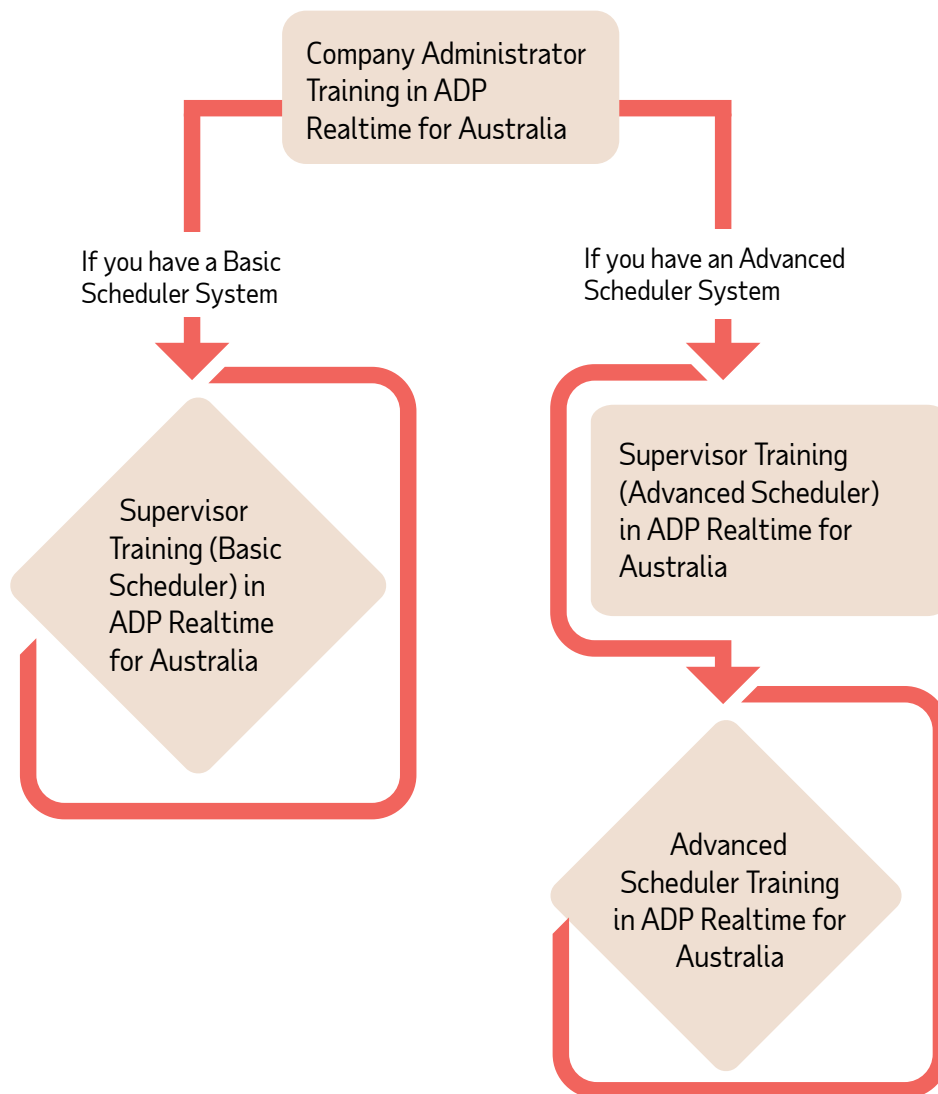 Company Administrator
Training in ADP
Realtime for Australia
If you have a Basic
Scheduler System
If you have an Advanced
Scheduler System
Supervisor
Training (Basic
Scheduler) in
ADP Realtime
for Australia
Supervisor Training
(Advanced Scheduler)
in ADP Realtime for
Australia
Advanced
Scheduler Training
in ADP Realtime for
Australia